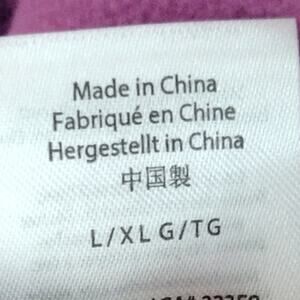 Made in China
Fabriqué en Chine
Hergestellt in China
中国製
L/XL G/TG